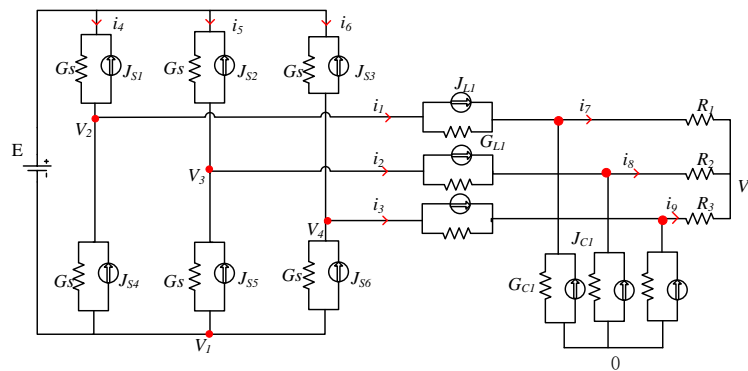 i4 i5 i6
Gs JS1 Gs JS2 Gs JS3
JL1
i1 i7 R1
V2 GL1
E i2 i8 R2
V3 V
i3 i9 R3
V4
JC1
Gs JS4 Gs JS5 Gs JS6 GC1
V1
0